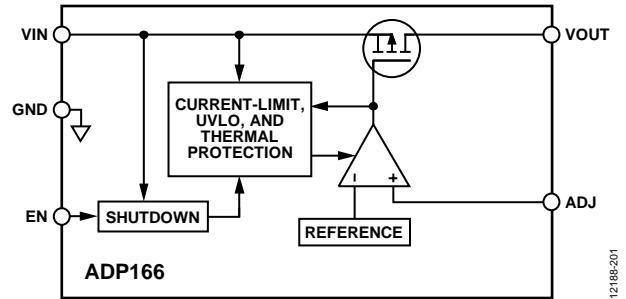 VIN
VOUT
GND
CURRENT-LIMIT,
UVLO, AND
THERMAL
PROTECTION
–
+
EN
SHUTDOWN
ADJ
REFERENCE
ADP166
12188-201